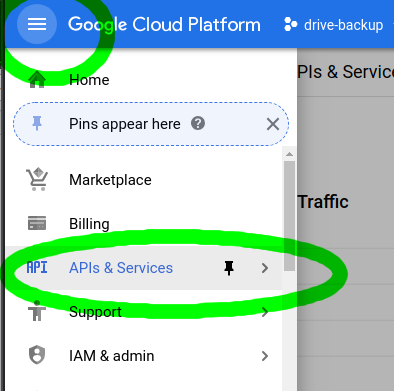 Google Cloud Platform
drive-backup
Home
PIs & Service
Pins appear here ?
Marketplace
Traffic
Billing
API APIs & Services
Support
IAM & admin